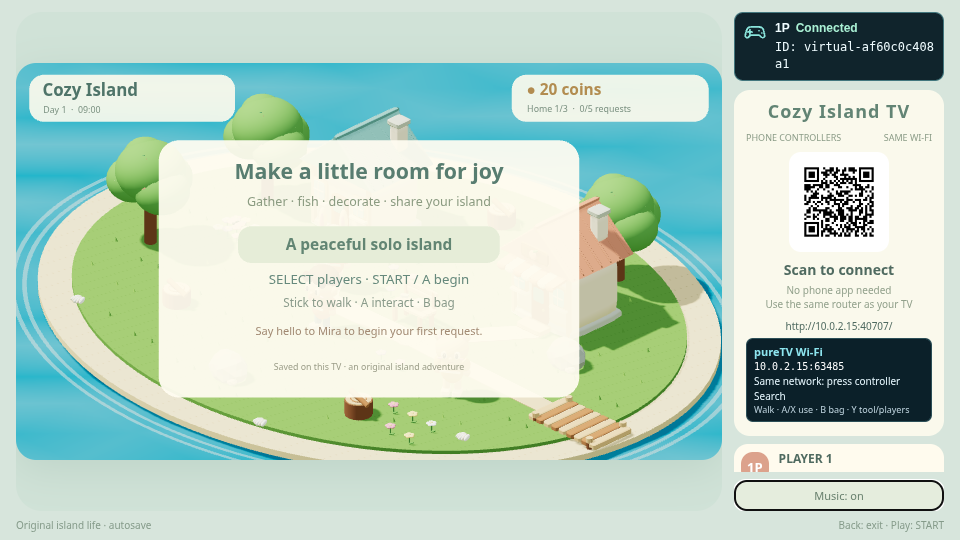 Cozy Island
Day 1 · 09:00
● 20 coins
Home 1/3 · 0/5 requests
Make a little room for joy
Gather · fish · decorate · share your island
A peaceful solo island
SELECT players · START / A begin
Stick to walk · A interact · B bag
Say hello to Mira to begin your first request.
Saved on this TV · an original island adventure
1P Connected
ID: virtual-af60c0c408
a1
Cozy Island TV
PHONE CONTROLLERS
SAME WI-FI
Scan to connect
No phone app needed
Use the same router as your TV
http://10.0.2.15:40707/
pureTV Wi-Fi
10.0.2.15:63485
Same network: press controller
Search
Walk · A/X use · B bag · Y tool/players
1P
PLAYER 1
Music: on
Original island life · autosave
Back: exit · Play: START